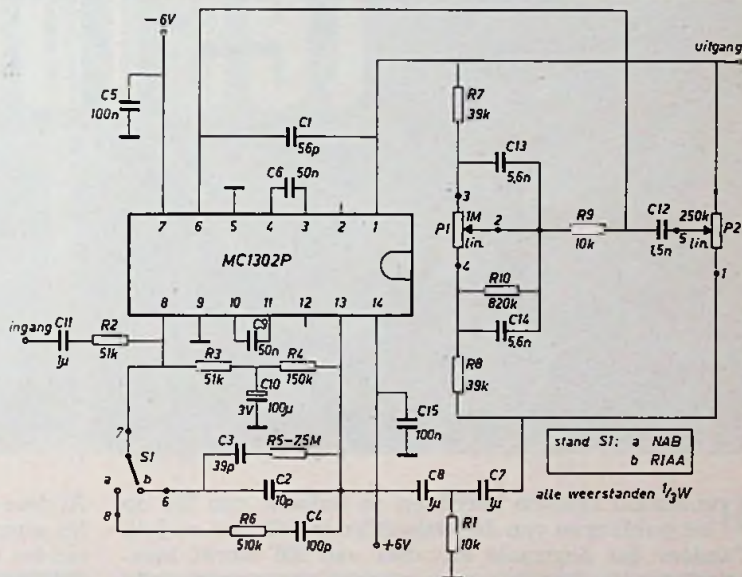 -6V
uitgang
C5
100n
C1
56p
C6
50n
R7
39k
C13
5,6n
3
1M
2
P1
lin.
4
R9
10k
C12
1,5n
250k
5
lin.
P2
1
R10
820k
C14
5,6n
R8
39k
7
6
5
4
3
2
1
MC1302P
8
9
10
11
12
13
14
ingang
C11
1µ
R2
51k
C9
50n
R3
51k
R4
150k
C10
3V
100µ
7
S1
C3
39p
R5-7,5M
a
b
6
8
C2
10p
R6
510k
C4
100p
C15
100n
+6V
C8
1µ
C7
1µ
R1
10k
stand S1; a NAB
b RIAA
alle weerstanden 1/2W